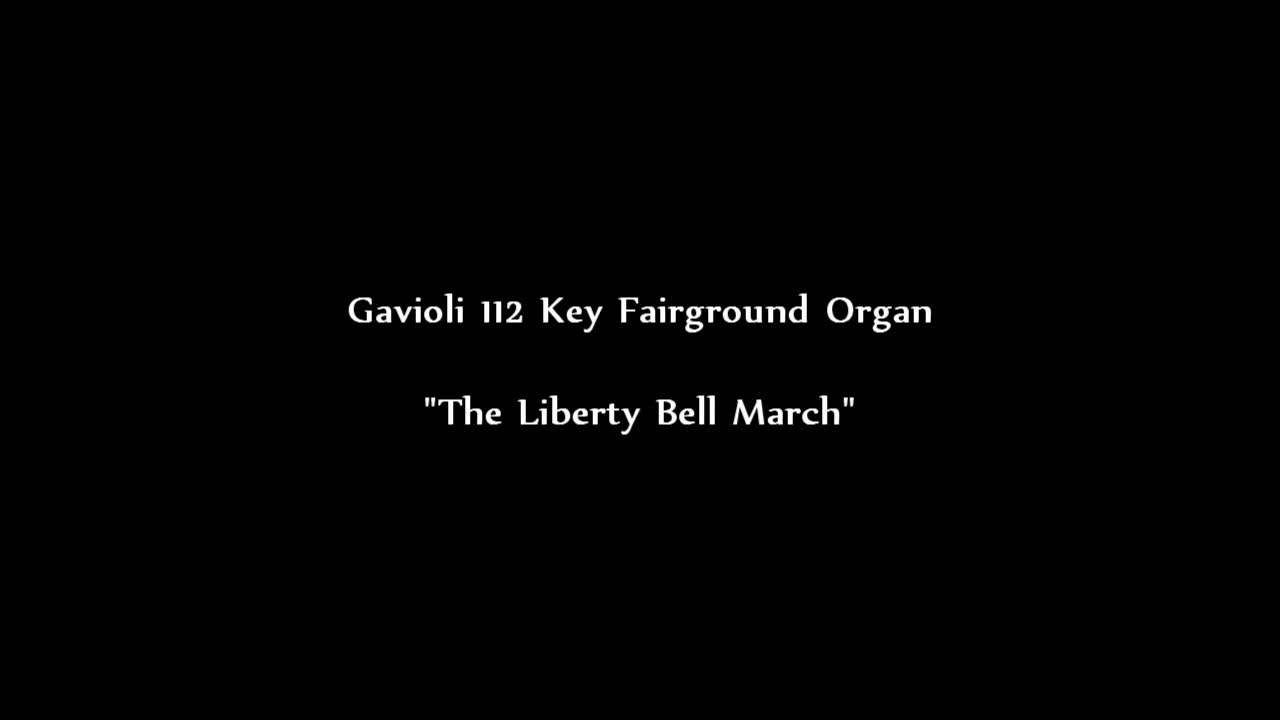 Gavioli 112 Key Fairground Organ
"The Liberty Bell March"